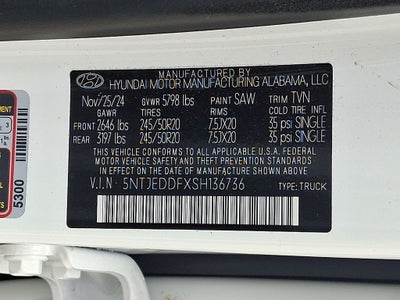 MANUFACTURED BY
HYUNDAI MOTOR MANUFACTURING ALABAMA, LLC
Nov/25/24 GVWR 5798 lbs PAINT SAW TRIM TVN
GAWR TIRES RIMS
FRONT 2646 lbs 245/50R20 7.5JX20 35 psi SINGLE
REAR 3197 lbs 245/50R20 7.5JX20 35 psi SINGLE
THIS VEHICLE CONFORMS TO ALL APPLICABLE U.S.A. FEDERAL
MOTOR VEHICLE SAFETY, BUMPER, AND THEFT PREVENTION STANDARDS
IN EFFECT ON THE DATE OF MANUFACTURE SHOWN ABOVE.
V.I.N : 5NTJEDDFXSH136736 TYPE:TRUCK
5300